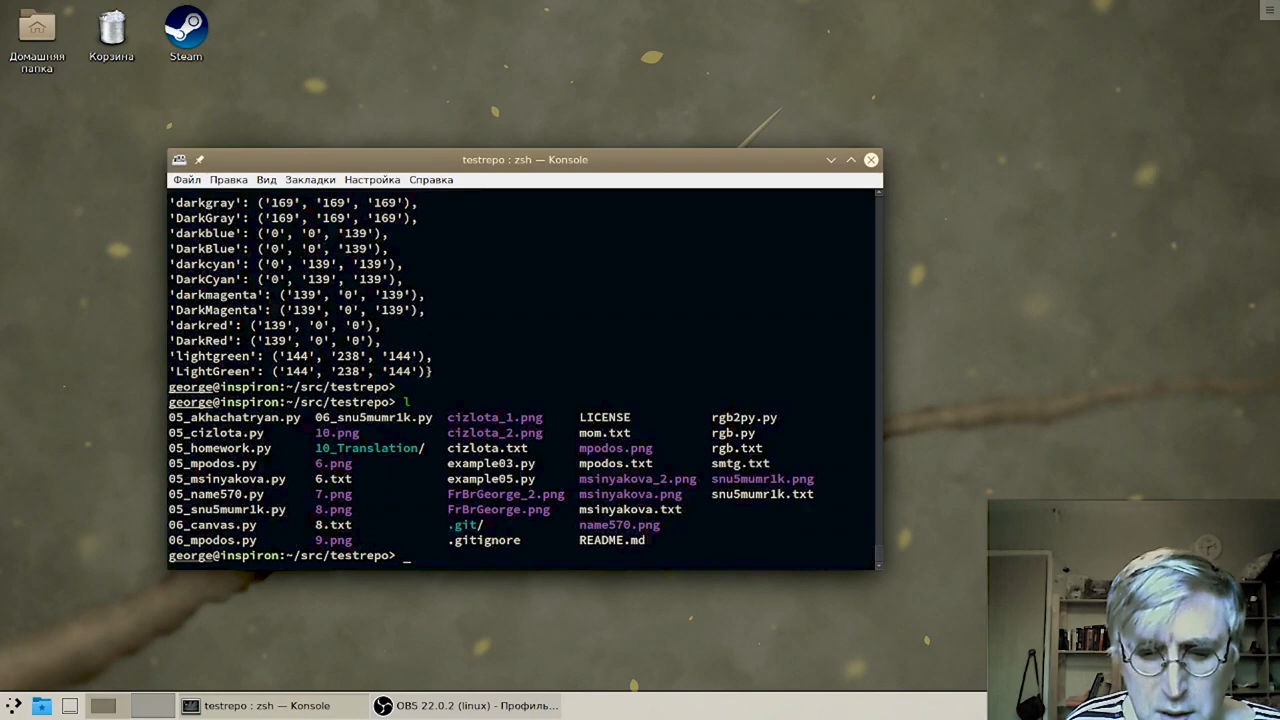 Домашняя папка
Корзина
Steam
testrepo : zsh — Konsole
Файл Правка Вид Закладки Настройка Справка
'darkgray': ('169', '169', '169'),
'DarkGray': ('169', '169', '169'),
'darkblue': ('0', '0', '139'),
'DarkBlue': ('0', '0', '139'),
'darkcyan': ('0', '139', '139'),
'DarkCyan': ('0', '139', '139'),
'darkmagenta': ('139', '0', '139'),
'DarkMagenta': ('139', '0', '139'),
'darkred': ('139', '0', '0'),
'DarkRed': ('139', '0', '0'),
'lightgreen': ('144', '238', '144'),
'LightGreen': ('144', '238', '144')}
george@inspiron:~/src/testrepo>
george@inspiron:~/src/testrepo> l
05_akhachatryan.py 06_snu5mumr1k.py cizlota_1.png LICENSE rgb2py.py
05_cizlota.py 10.png cizlota_2.png mom.txt rgb.py
05_homework.py 10_Translation/ cizlota.txt mpodos.png rgb.txt
05_mpodos.py 6.png example03.py mpodos.txt smtg.txt
05_msinyakova.py 6.txt example05.py msinyakova_2.png snu5mumr1k.png
05_name570.py 7.png FrBrGeorge_2.png msinyakova.png snu5mumr1k.txt
05_snu5mumr1k.py 8.png FrBrGeorge.png msinyakova.txt
06_canvas.py 8.txt .git/ name570.png
06_mpodos.py 9.png .gitignore README.md
george@inspiron:~/src/testrepo> _
testrepo : zsh — Konsole
OBS 22.0.2 (linux) - Профиль...